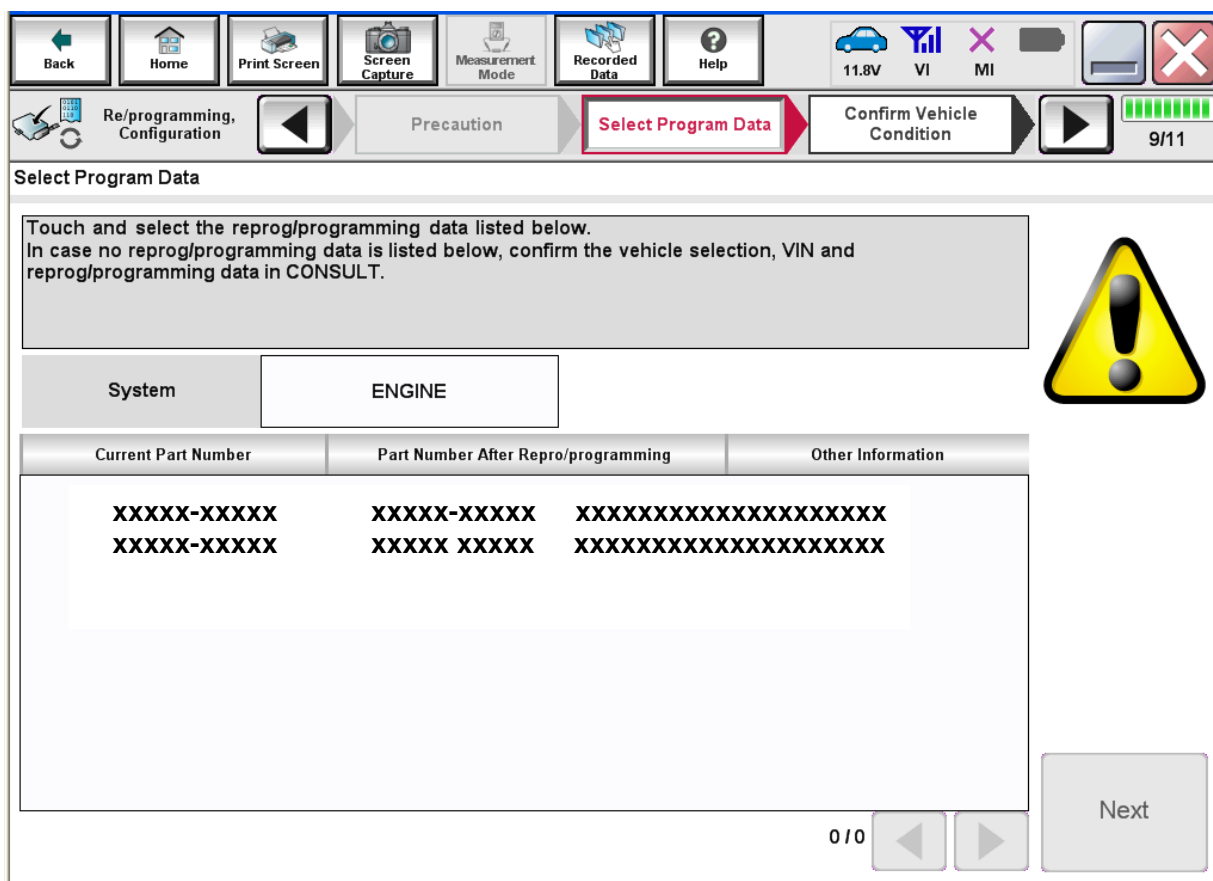 Back
Home
Print Screen
Screen
Capture
Measurement
Mode
Recorded
Data
?
Help
11.8V
VI
MI
Re/programming,
Configuration
Precaution
Select Program Data
Confirm Vehicle
Condition
9/11
Select Program Data
Touch and select the reprog/programming data listed below.
In case no reprog/programming data is listed below, confirm the vehicle selection, VIN and
reprog/programming data in CONSULT.
!
System
ENGINE
Current Part Number
Part Number After Repro/programming
Other Information
XXXXX-XXXXX XXXXX-XXXXX XXXXXXXXXXXXXXXXXXXX
XXXXX-XXXXX XXXXX XXXXX XXXXXXXXXXXXXXXXXXXX
0/0
Next